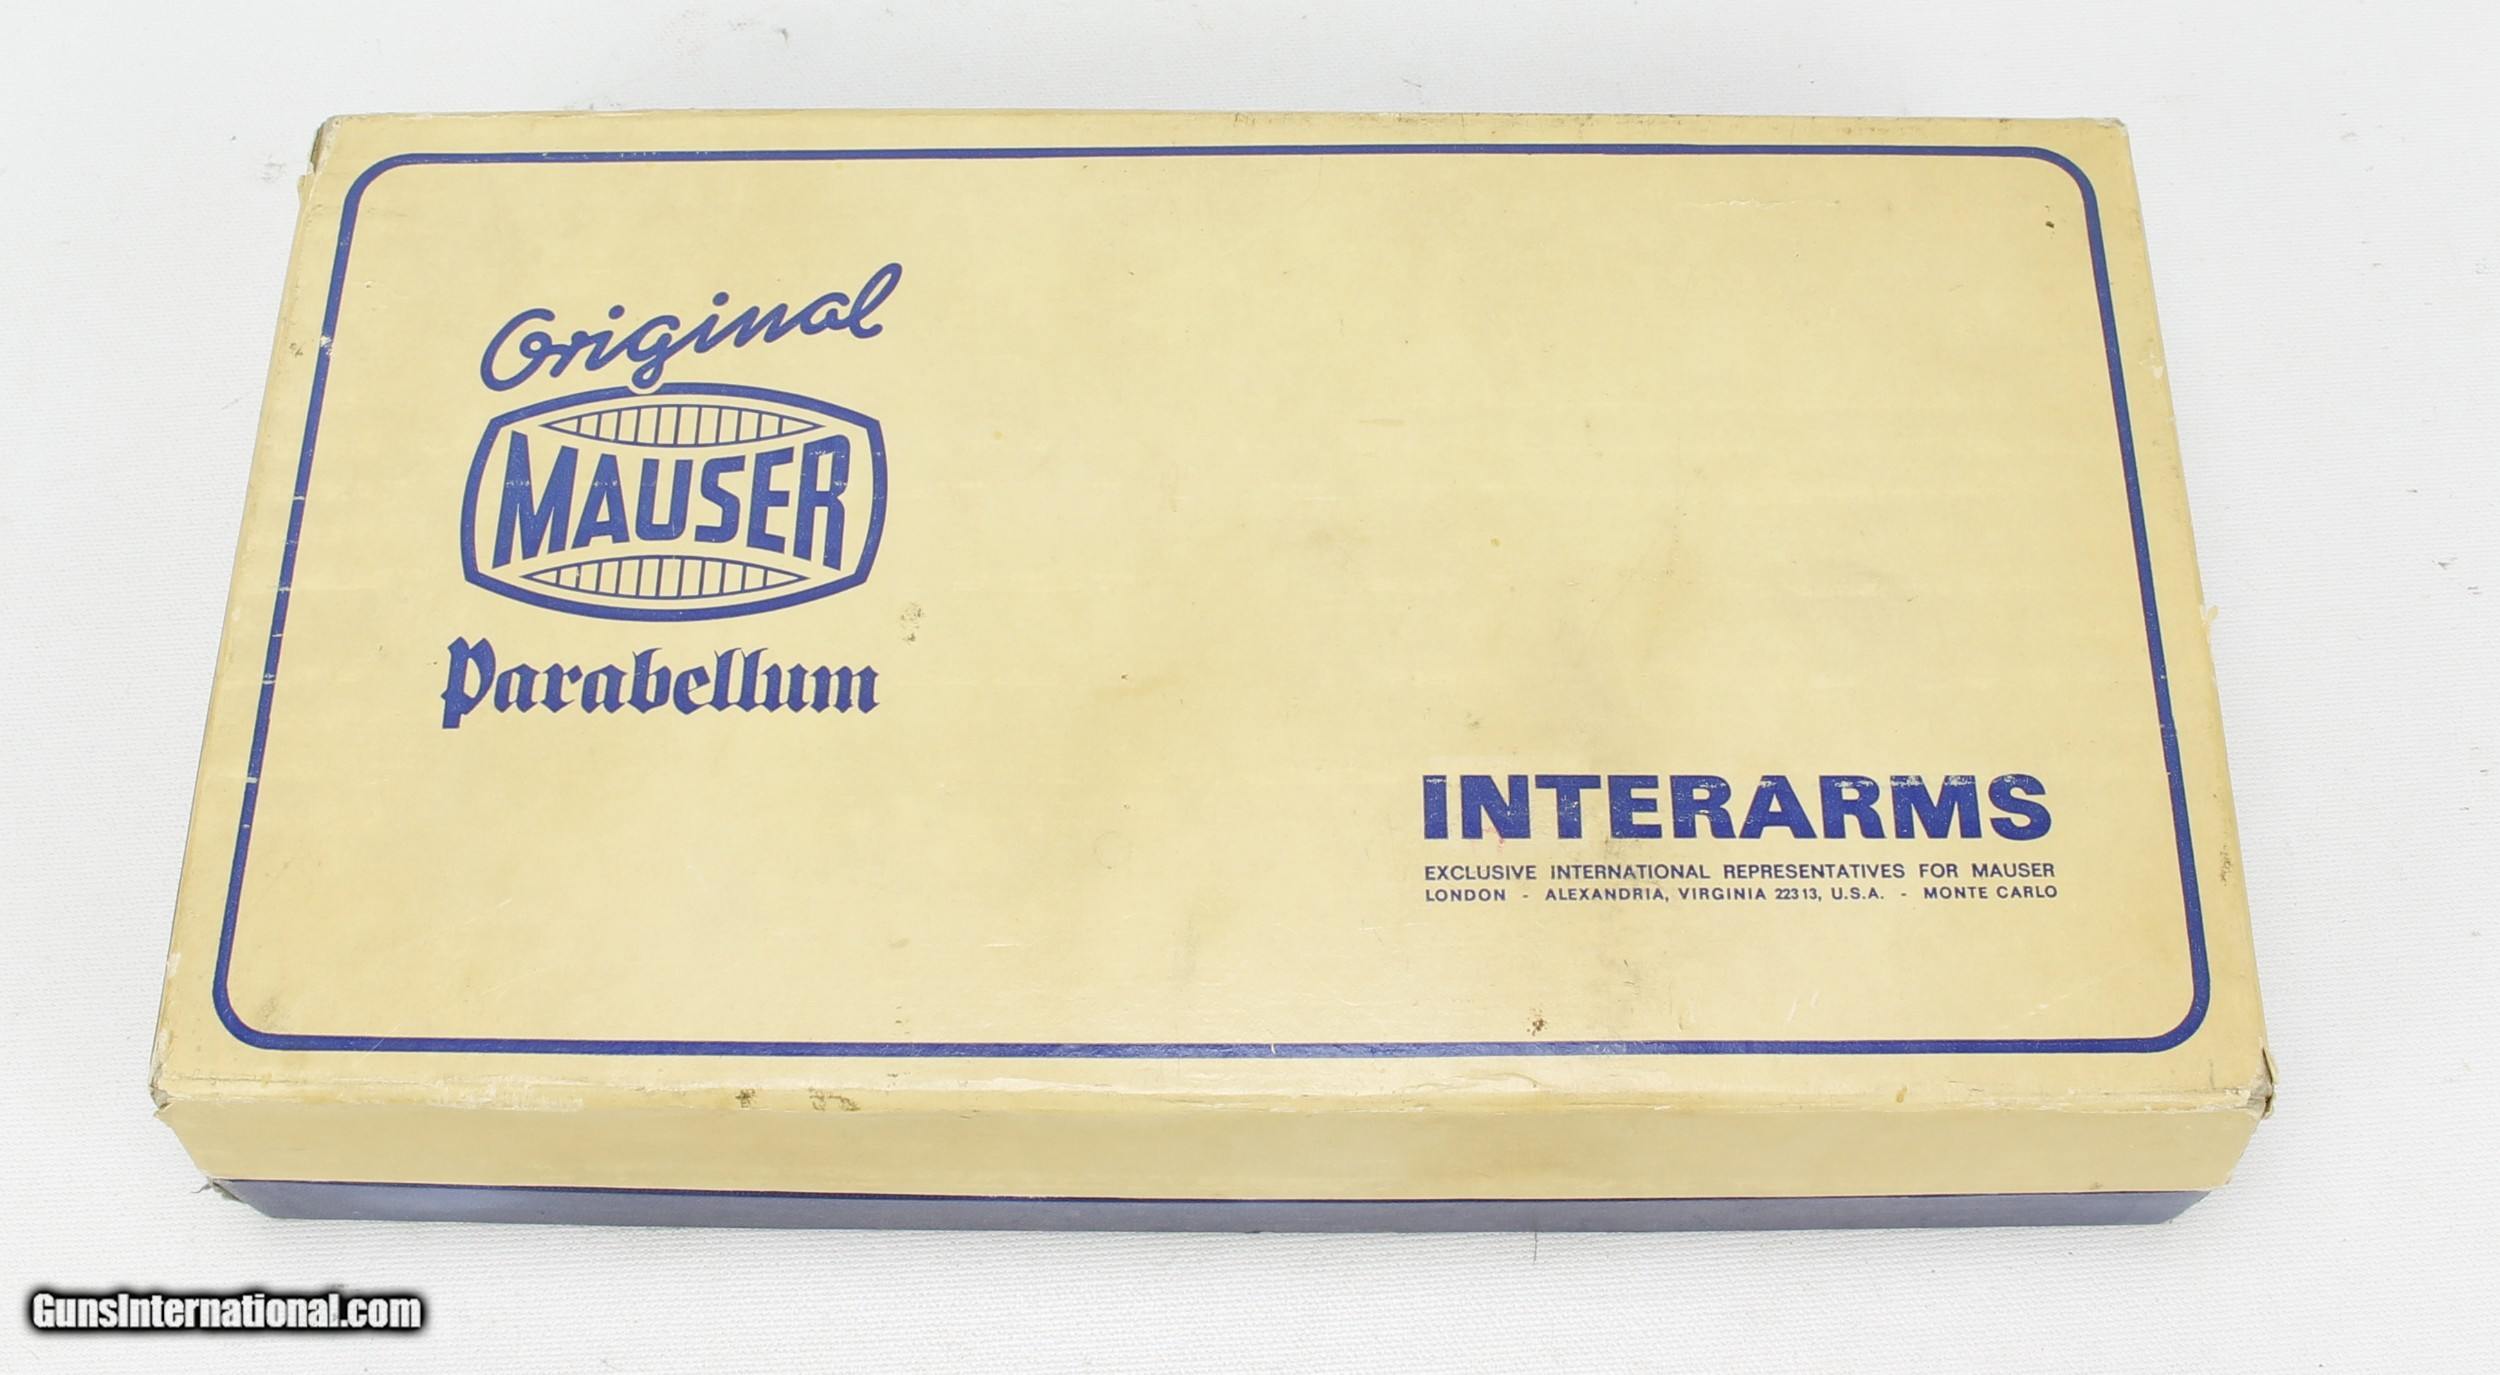 Original
MAUSER
Parabellum
INTERARMS
EXCLUSIVE INTERNATIONAL REPRESENTATIVES FOR MAUSER
LONDON - ALEXANDRIA, VIRGINIA 22313, U.S.A. - MONTE CARLO
GunsInternational.com